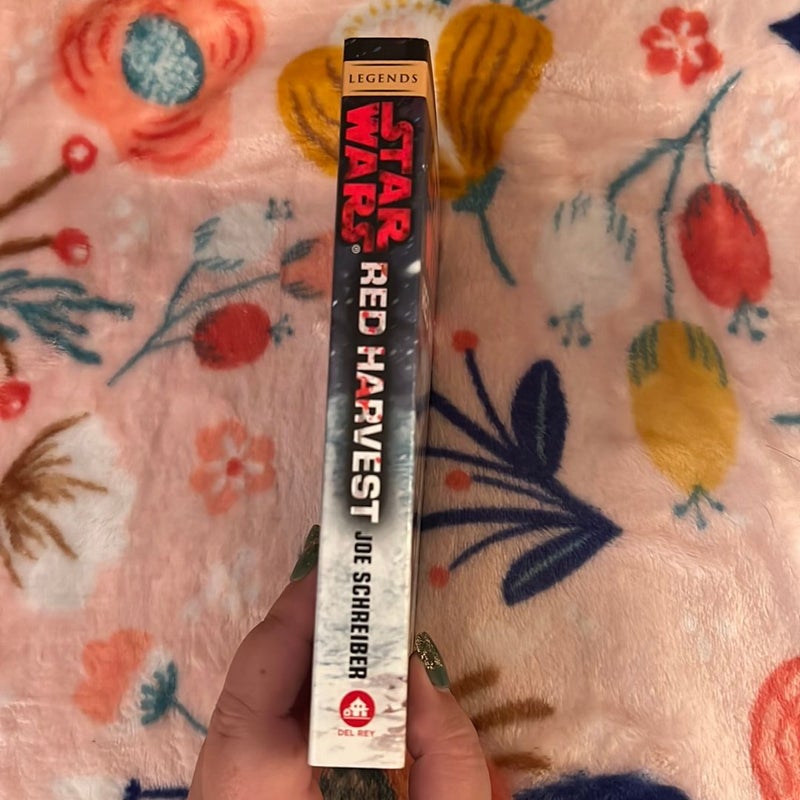 LEGENDS
STAR
WARS®
RED HARVEST
JOE SCHREIBER
DEL REY